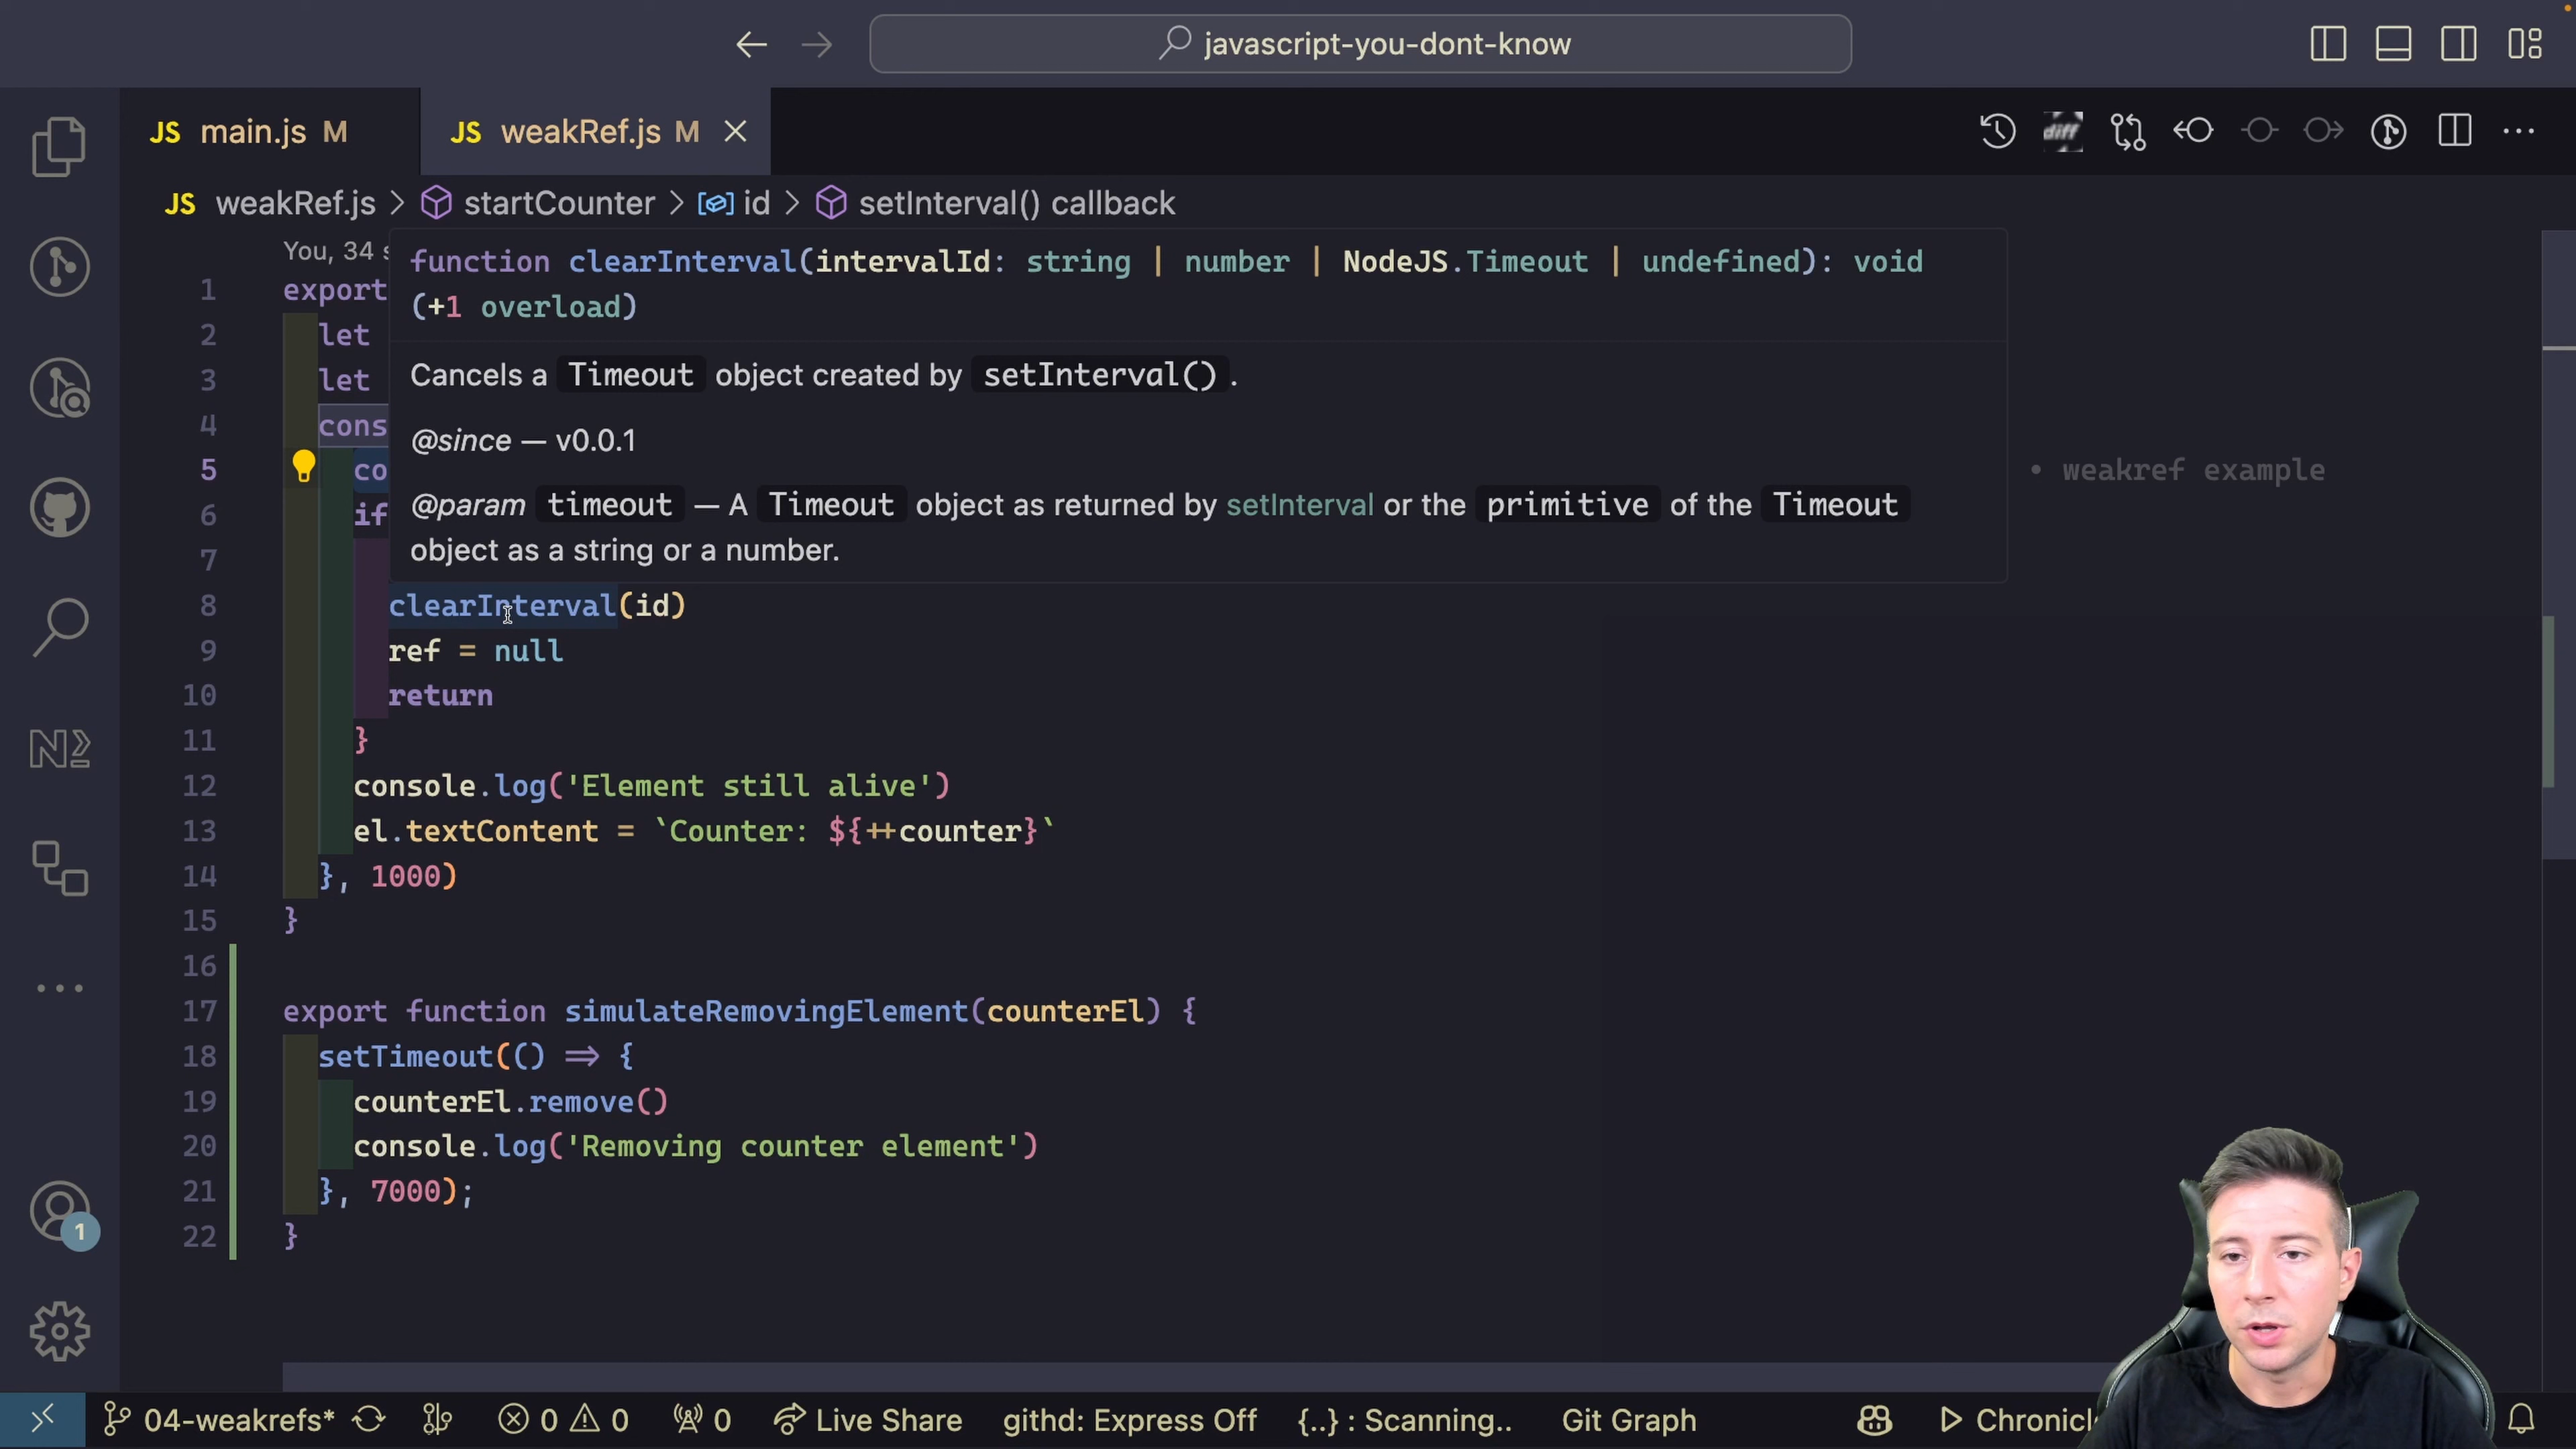 javascript-you-dont-know
JS main.js M
JS weakRef.js M
diff
JS weakRef.js > startCounter > id > setInterval() callback
You, 34 s
function clearInterval(intervalId: string | number | NodeJS.Timeout | undefined): void
(+1 overload)
Cancels a Timeout object created by setInterval().
@since — v0.0.1
@param timeout — A Timeout object as returned by setInterval or the primitive of the Timeout
object as a string or a number.
1 export
2 let
3 let
4 cons
5 co • weakref example
6 if
7
8 clearInterval(id)
9 ref = null
10 return
11 }
12 console.log('Element still alive')
13 el.textContent = `Counter: ${++counter}`
14 }, 1000)
15 }
16
17 export function simulateRemovingElement(counterEl) {
18 setTimeout(() => {
19 counterEl.remove()
20 console.log('Removing counter element')
21 }, 7000);
22 }
1
04-weakrefs* 0 0 0 Live Share githd: Express Off {..} : Scanning.. Git Graph Chronicl